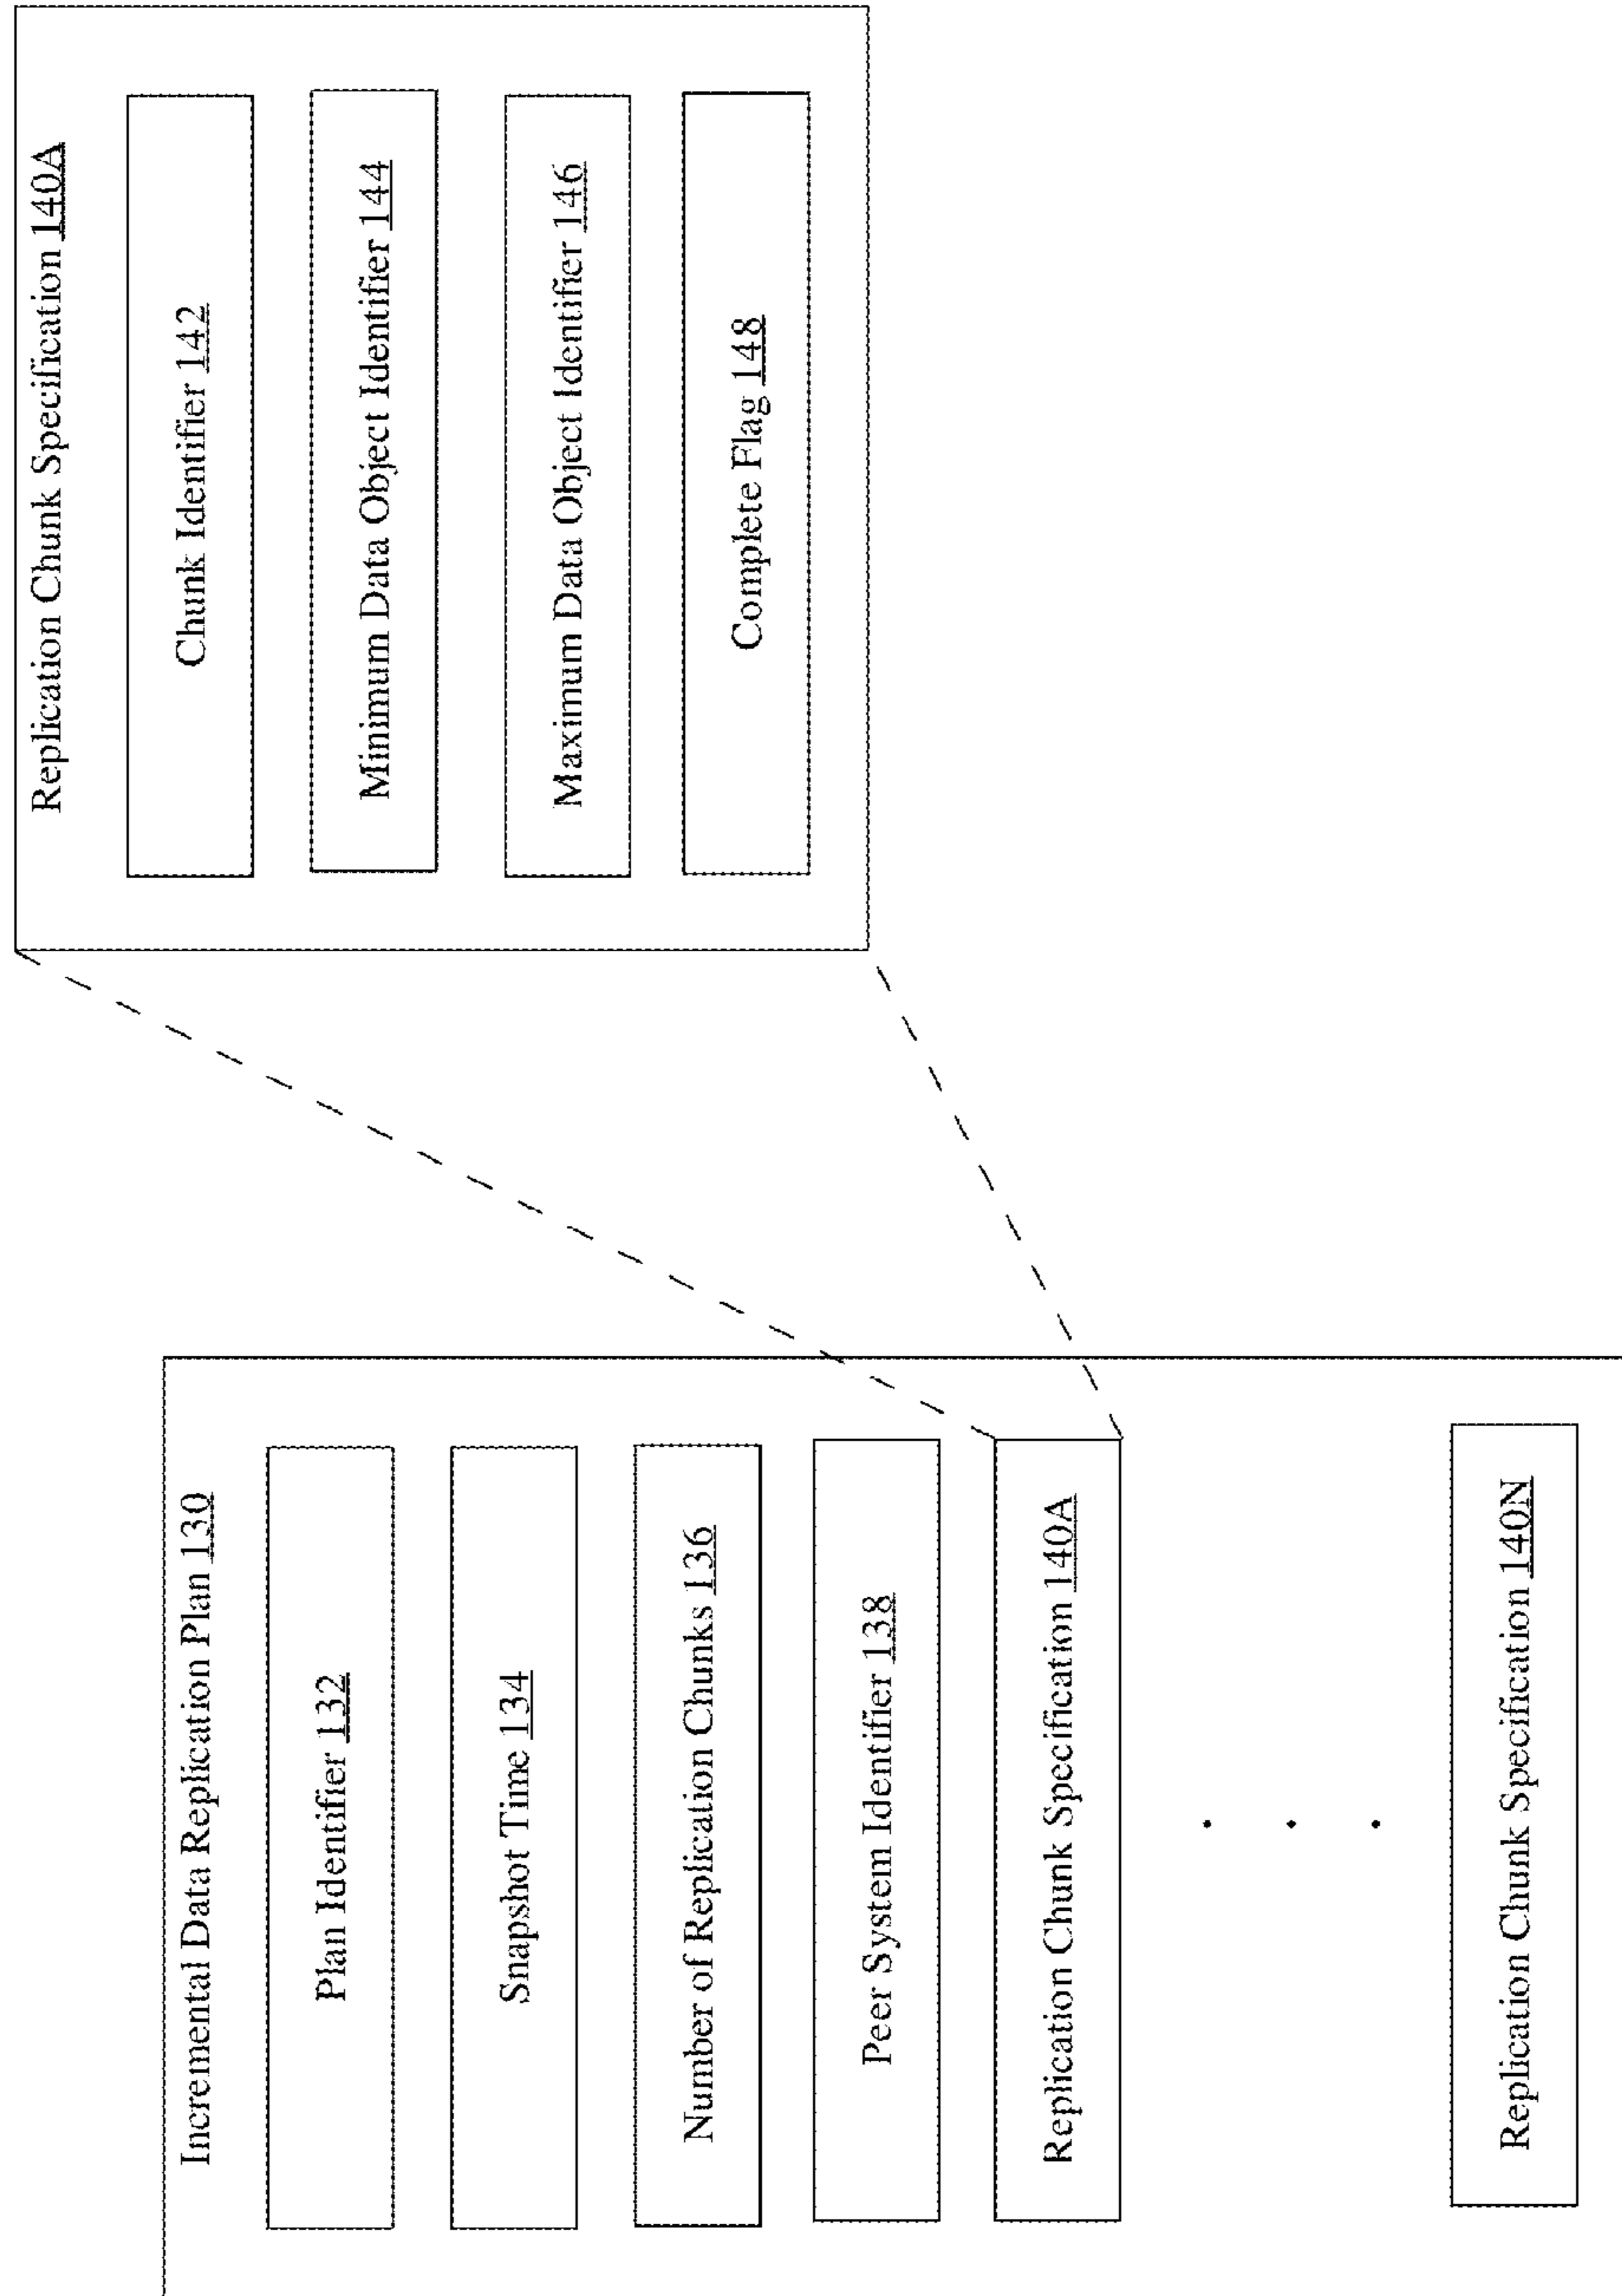 Incremental Data Replication Plan 130
Plan Identifier 132
Snapshot Time 134
Number of Replication Chunks 136
Peer System Identifier 138
Replication Chunk Specification 140A
Replication Chunk Specification 140N
Replication Chunk Specification 140A
Chunk Identifier 142
Minimum Data Object Identifier 144
Maximum Data Object Identifier 146
Complete Flag 148